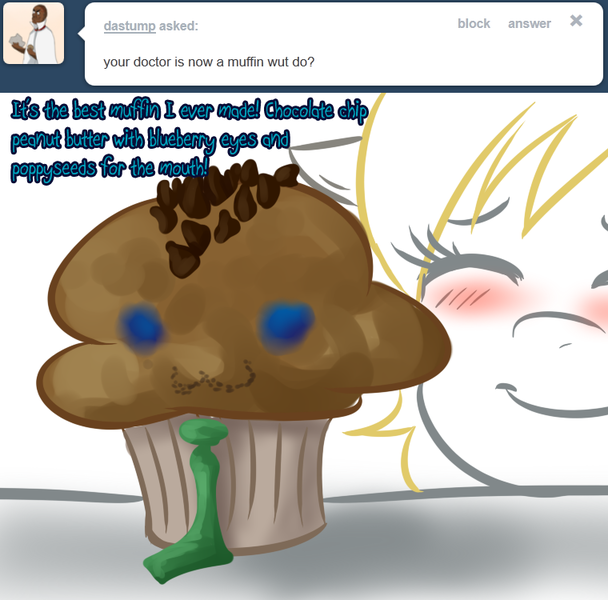 dastump asked:
block answer
your doctor is now a muffin wut do?
It's the best muffin I ever made! Chocolate chip
peanut butter with blueberry eyes and
poppyseeds for the mouth!